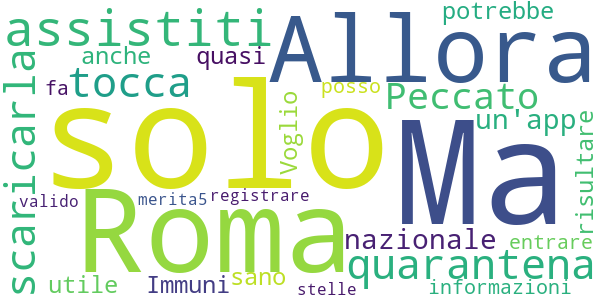 assistiti
Allora
potrebbe
anche
quasi
fa
tocca
posso
Peccato
scaricarla
solo
Voglio
un'app
Ma
risultare
Roma
valido
merita5
registrare
nazionale
entrare
quarantena
utile
Immuni
sano
stelle
informazioni